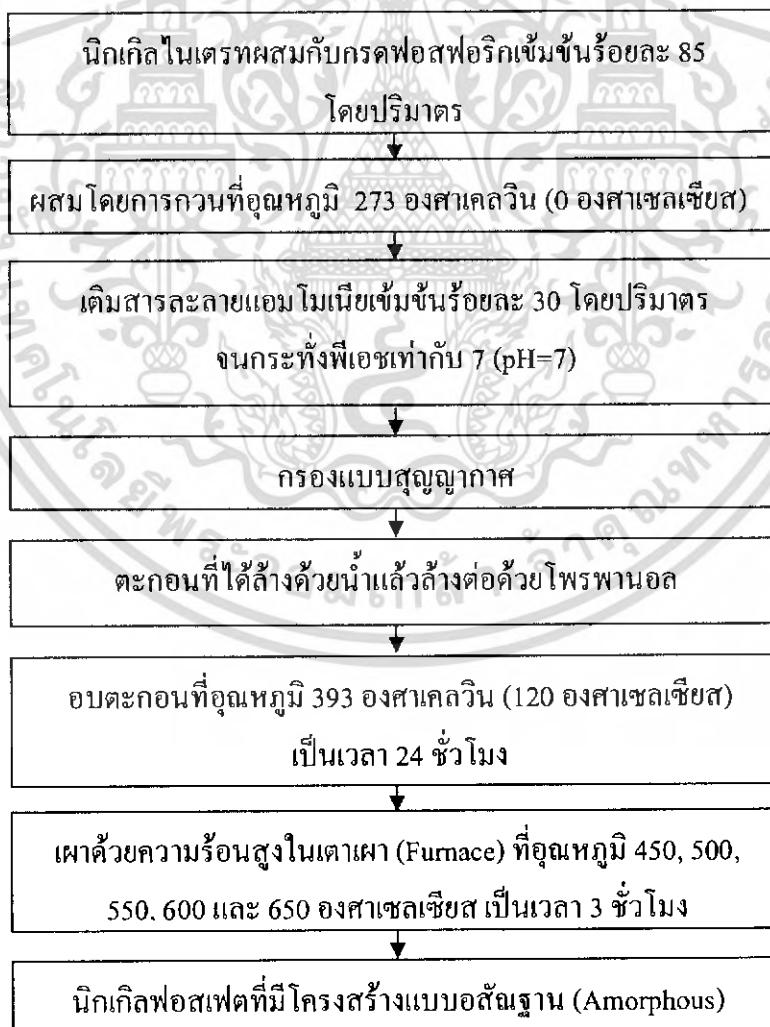 นิกเกิลไนเตรทผสมกับกรดฟอสฟอริกเข้มข้นร้อยละ 85
โดยปริมาตร
ผสมโดยการกวนที่อุณหภูมิ 273 องศาเคลวิน (0 องศาเซลเซียส)
เติมสารละลายแอมโมเนียเข้มข้นร้อยละ 30 โดยปริมาตร
จนกระทั่งพีเอชเท่ากับ 7 (pH=7)
กรองแบบสุญญากาศ
ตะกอนที่ได้ล้างด้วยน้ำแล้วล้างต่อด้วยโพรพานอล
อบตะกอนที่อุณหภูมิ 393 องศาเคลวิน (120 องศาเซลเซียส)
เป็นเวลา 24 ชั่วโมง
เผาด้วยความร้อนสูงในเตาเผา (Furnace) ที่อุณหภูมิ 450, 500,
550, 600 และ 650 องศาเซลเซียส เป็นเวลา 3 ชั่วโมง
นิกเกิลฟอสเฟตที่มีโครงสร้างแบบอสัณฐาน (Amorphous)